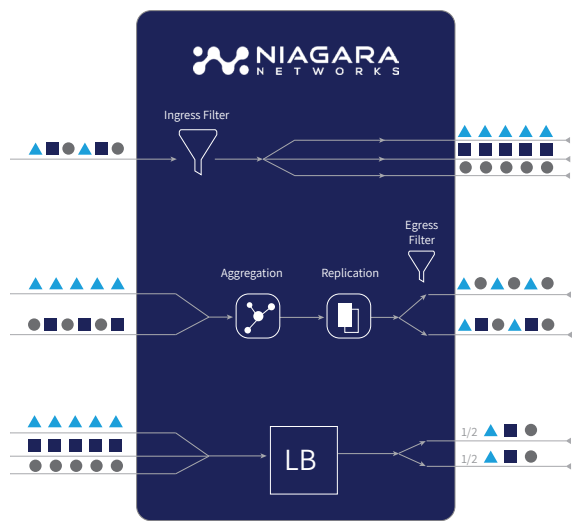 NIAGARA
NETWORKS
Ingress Filter
Egress
Filter
Aggregation
Replication
LB
1/2
1/2